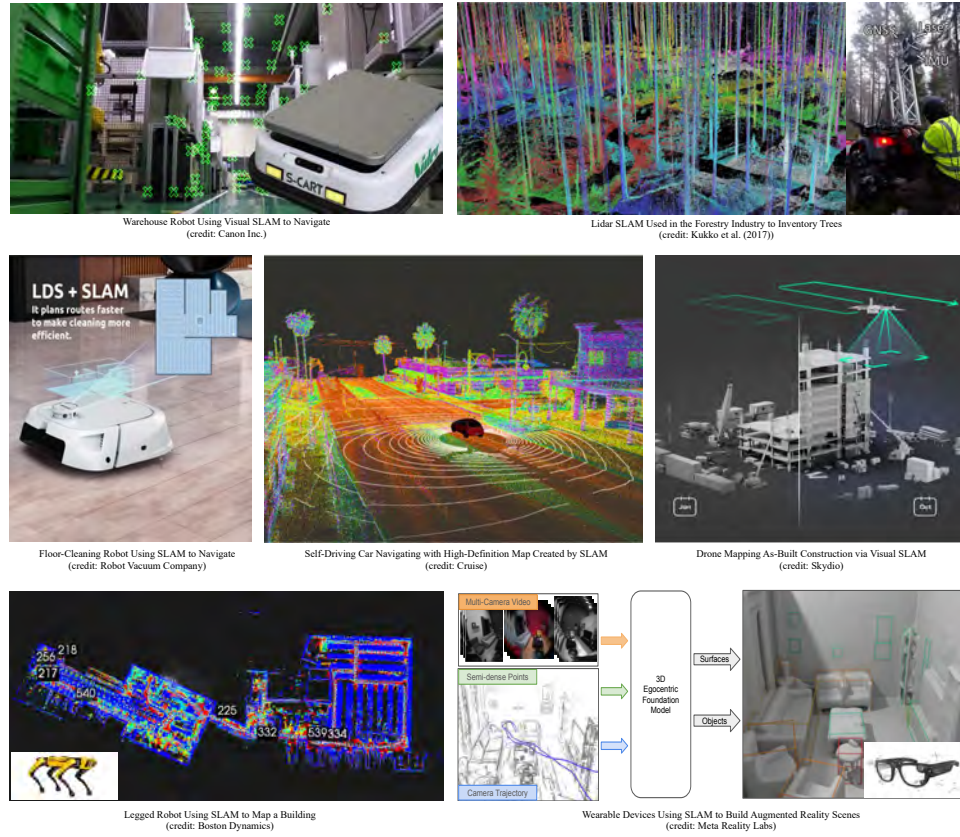 S-CART
GNSS
Laser
IMU
Warehouse Robot Using Visual SLAM to Navigate
(credit: Canon Inc.)
Lidar SLAM Used in the Forestry Industry to Inventory Trees
(credit: Kukko et al. (2017))
LDS + SLAM
It plans routes faster
to make cleaning more
efficient.
Jan
Oct
Floor-Cleaning Robot Using SLAM to Navigate
(credit: Robot Vacuum Company)
Self-Driving Car Navigating with High-Definition Map Created by SLAM
(credit: Cruise)
Drone Mapping As-Built Construction via Visual SLAM
(credit: Skydio)
218
256
217
540
225
332
539
334
Multi-Camera Video
Semi-dense Points
Camera Trajectory
3D
Egocentric
Foundation
Model
Surfaces
Objects
Legged Robot Using SLAM to Map a Building
(credit: Boston Dynamics)
Wearable Devices Using SLAM to Build Augmented Reality Scenes
(credit: Meta Reality Labs)